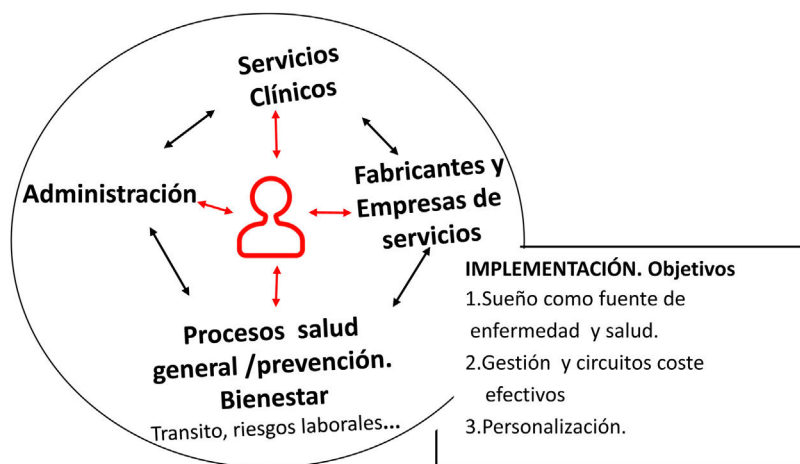 Servicios
Clínicos
Administración
Fabricantes y
Empresas de
servicios
Procesos salud
general /prevención.
Bienestar
Transito, riesgos laborales...
IMPLEMENTACIÓN. Objetivos
1.Sueño como fuente de
enfermedad y salud.
2.Gestión y circuitos coste
efectivos
3.Personalización.